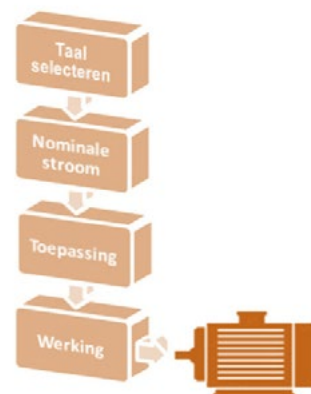 Taal
selecteren
Nominale
stroom
Toepassing
Werking